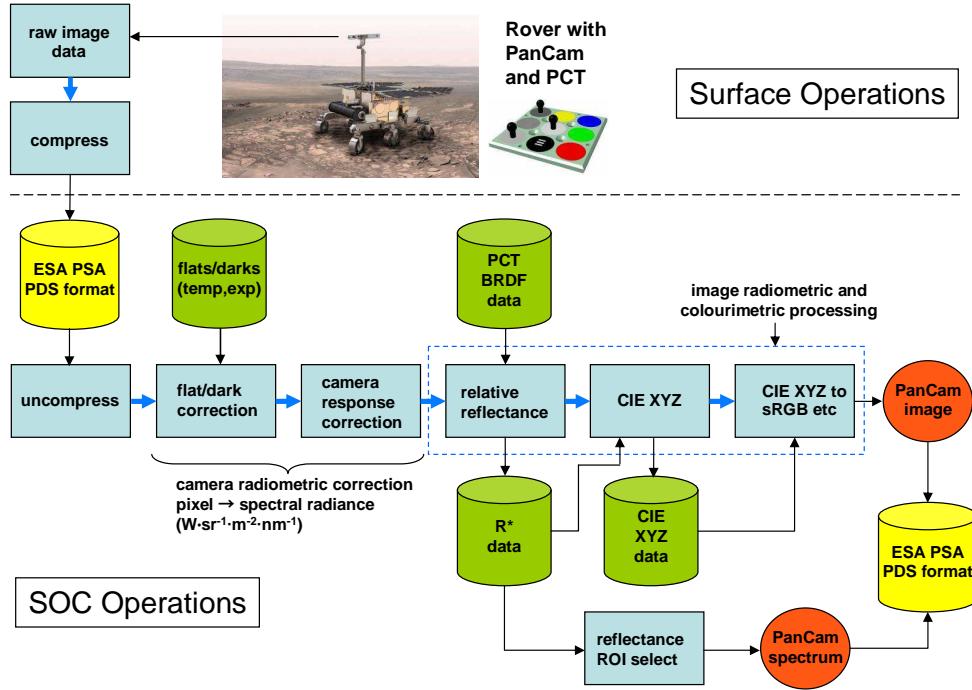 raw image
data
Rover with
PanCam
and PCT
Surface Operations
compress
ESA PSA
PDS format
flats/darks
(temp,exp)
PCT
BRDF
data
image radiometric and
colourimetric processing
uncompress
flat/dark
correction
camera
response
correction
relative
reflectance
CIE XYZ
CIE XYZ to
sRGB etc
PanCam
image
camera radiometric correction
pixel → spectral radiance
(W·sr⁻¹·m⁻²·nm⁻¹)
R*
data
CIE
XYZ
data
ESA PSA
PDS format
SOC Operations
reflectance
ROI select
PanCam
spectrum